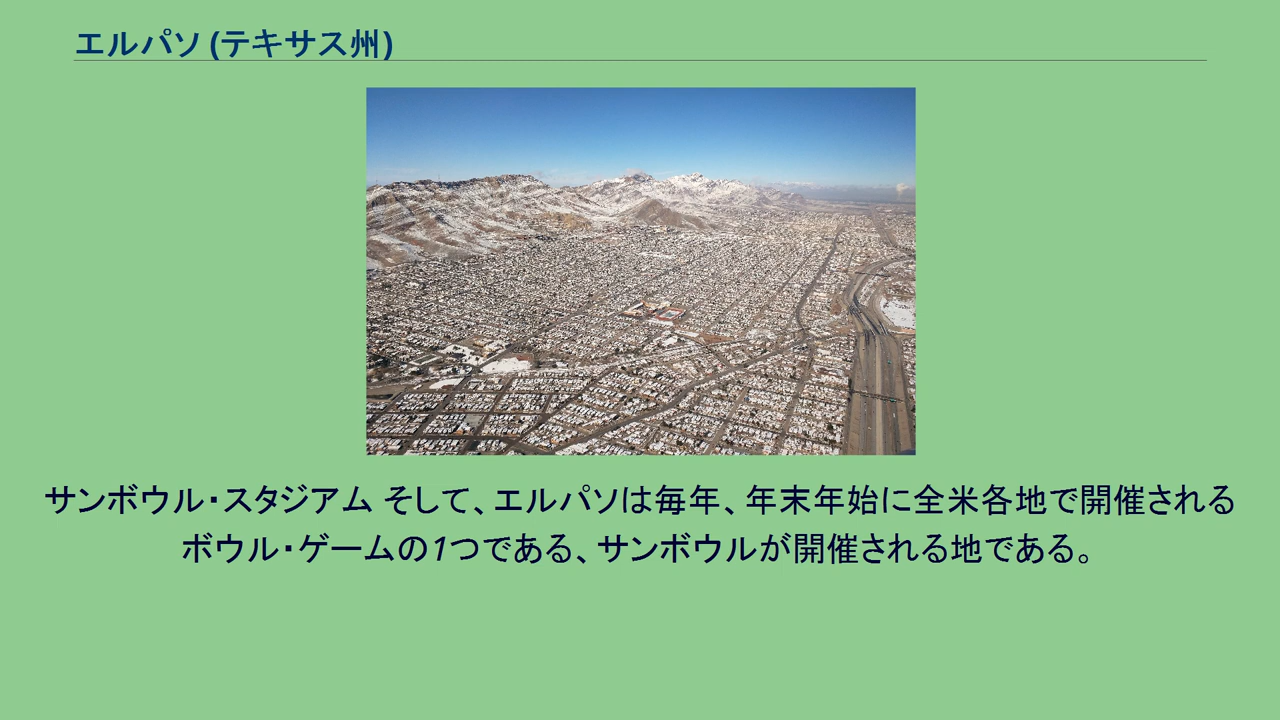 エルパソ (テキサス州)
サンボウル・スタジアム そして、エルパソは毎年、年末年始に全米各地で開催される
ボウル・ゲームの1つである、サンボウルが開催される地である。